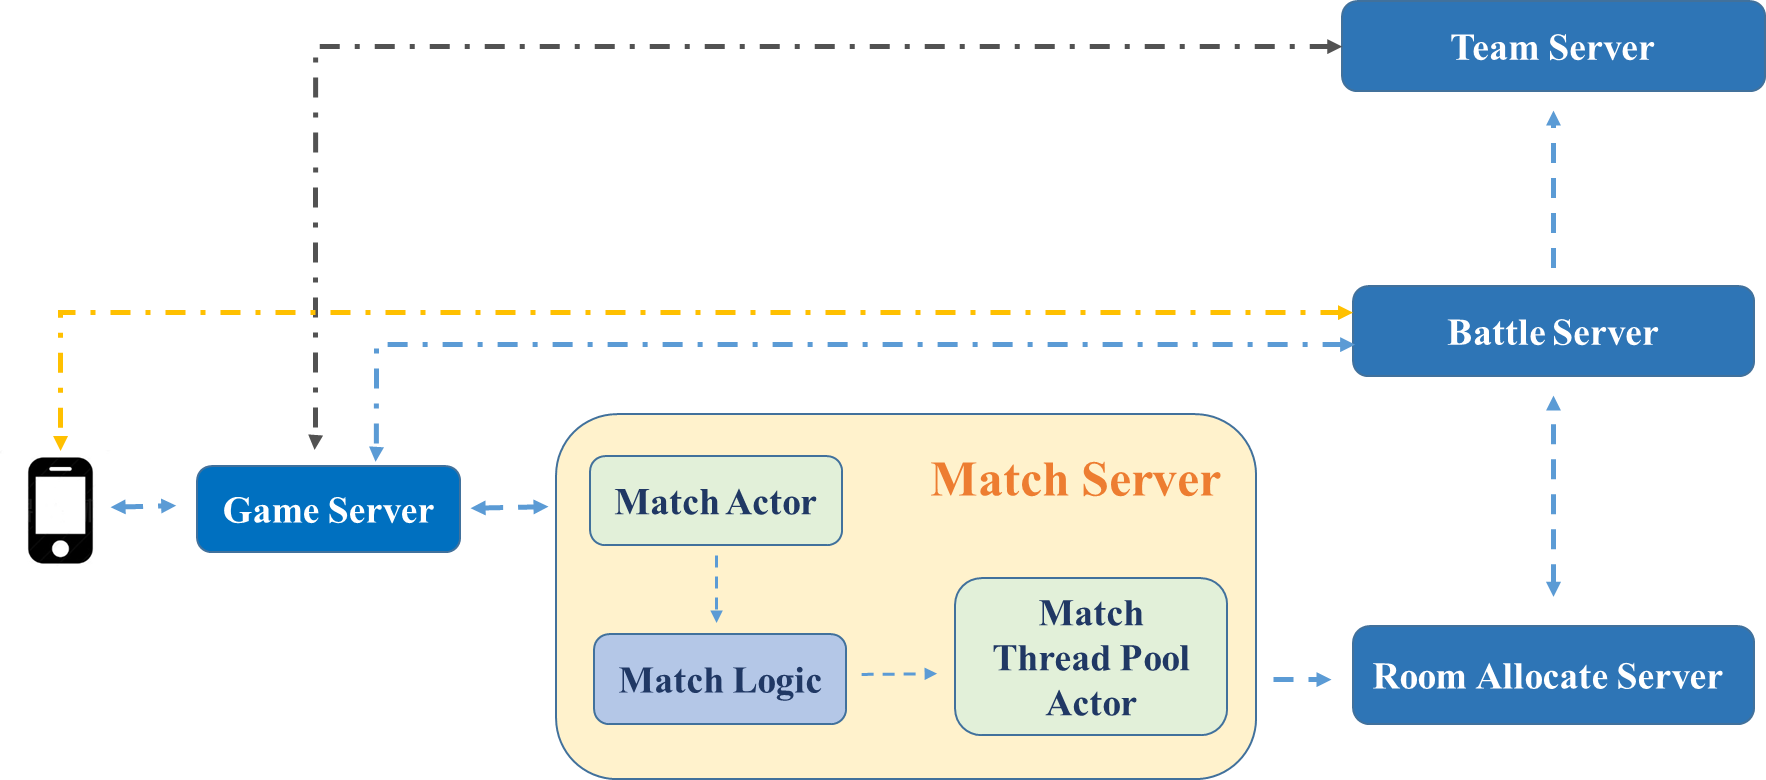 Team Server
Battle Server
Game Server
Match Server
Match Actor
Match Logic
Match
Thread Pool
Actor
Room Allocate Server